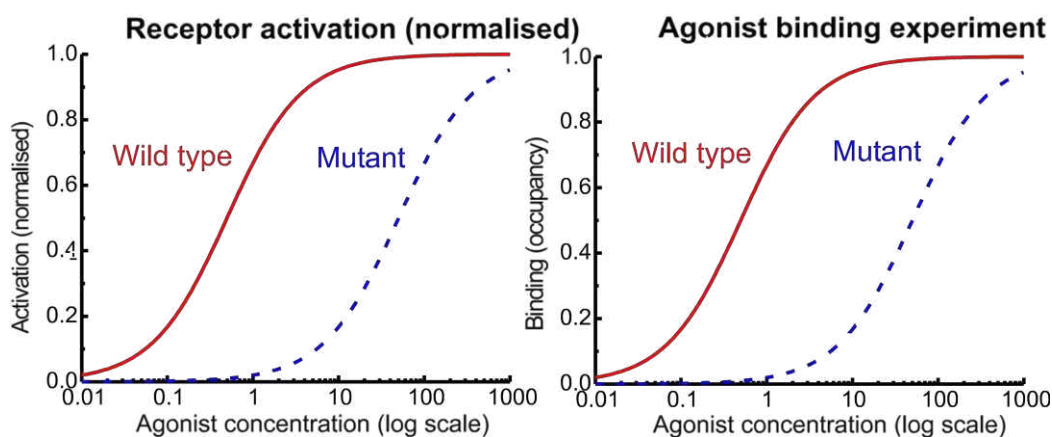 Receptor activation (normalised)
1.0
0.8
0.6
0.4
0.2
0.0
Activation (normalised)
Wild type
Mutant
0.01 0.1 1 10 100 1000
Agonist concentration (log scale)
Agonist binding experiment
1.0
0.8
0.6
0.4
0.2
0.0
Binding (occupancy)
Wild type
Mutant
0.01 0.1 1 10 100 1000
Agonist concentration (log scale)